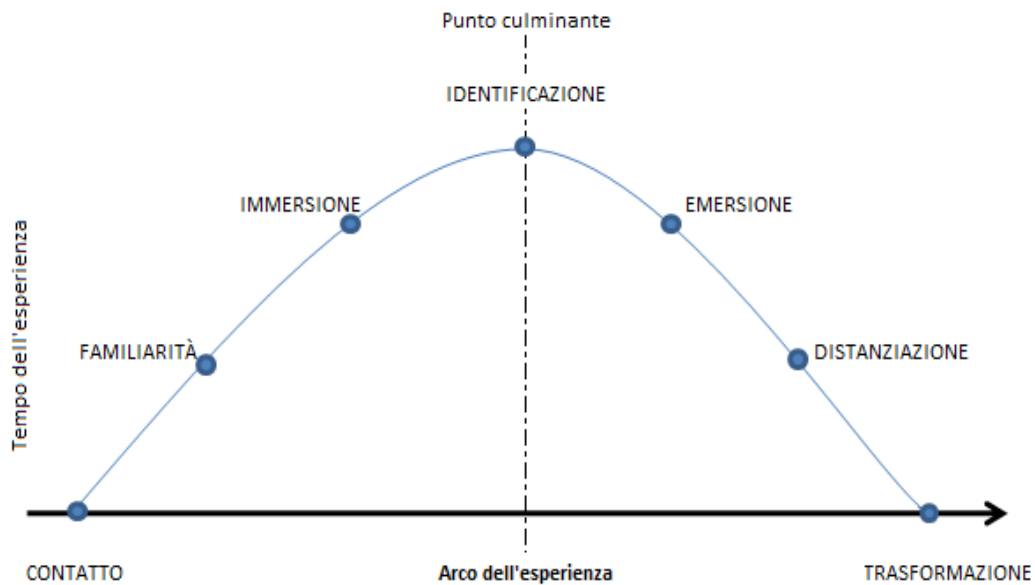 Punto culminante
IDENTIFICAZIONE
IMMERSIONE
EMERSIONE
FAMILIARITÀ
DISTANZIAZIONE
Tempo dell'esperienza
CONTATTO
Arco dell'esperienza
TRASFORMAZIONE